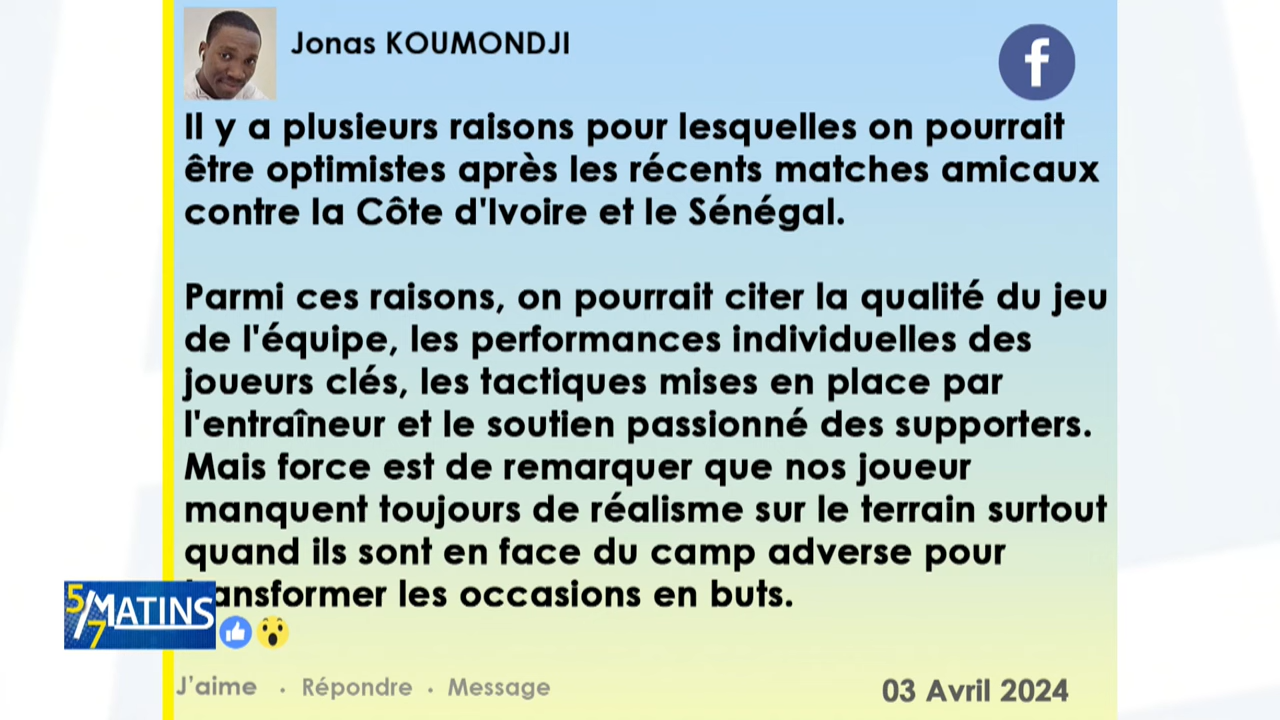 Jonas KOUMONDJI
f
Il y a plusieurs raisons pour lesquelles on pourrait
être optimistes après les récents matches amicaux
contre la Côte d'Ivoire et le Sénégal.
Parmi ces raisons, on pourrait citer la qualité du jeu
de l'équipe, les performances individuelles des
joueurs clés, les tactiques mises en place par
l'entraîneur et le soutien passionné des supporters.
Mais force est de remarquer que nos joueur
manquent toujours de réalisme sur le terrain surtout
quand ils sont en face du camp adverse pour
transformer les occasions en buts.
5/7 MATINS
J'aime · Répondre · Message
03 Avril 2024